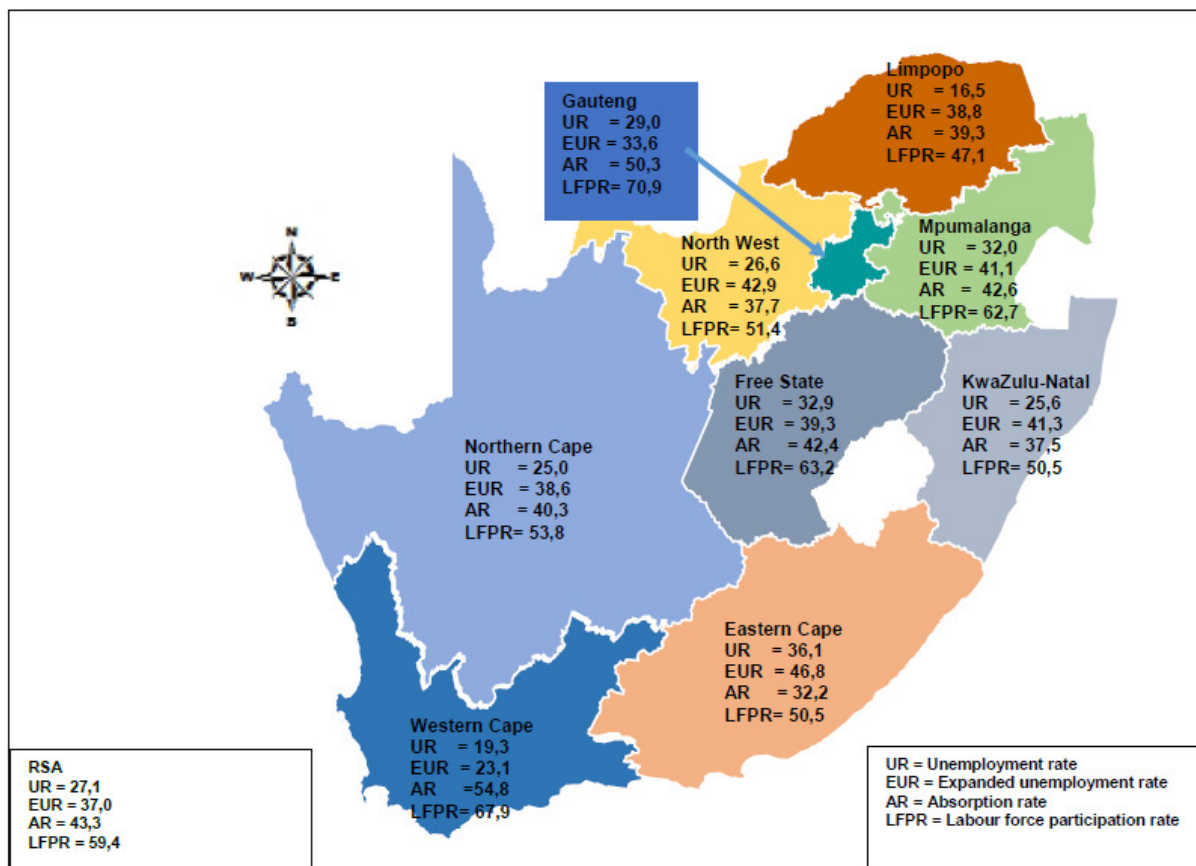 Limpopo
UR = 16,5
EUR = 38,8
AR = 39,3
LFPR= 47,1
Gauteng
UR = 29,0
EUR = 33,6
AR = 50,3
LFPR= 70,9
North West
UR = 26,6
EUR = 42,9
AR = 37,7
LFPR= 51,4
Mpumalanga
UR = 32,0
EUR = 41,1
AR = 42,6
LFPR= 62,7
N
W E
S
Free State
UR = 32,9
EUR = 39,3
AR = 42,4
LFPR= 63,2
KwaZulu-Natal
UR = 25,6
EUR = 41,3
AR = 37,5
LFPR= 50,5
Northern Cape
UR = 25,0
EUR = 38,6
AR = 40,3
LFPR= 53,8
Eastern Cape
UR = 36,1
EUR = 46,8
AR = 32,2
LFPR= 50,5
Western Cape
UR = 19,3
EUR = 23,1
AR =54,8
LFPR= 67,9
RSA
UR = 27,1
EUR = 37,0
AR = 43,3
LFPR = 59,4
UR = Unemployment rate
EUR = Expanded unemployment rate
AR = Absorption rate
LFPR = Labour force participation rate